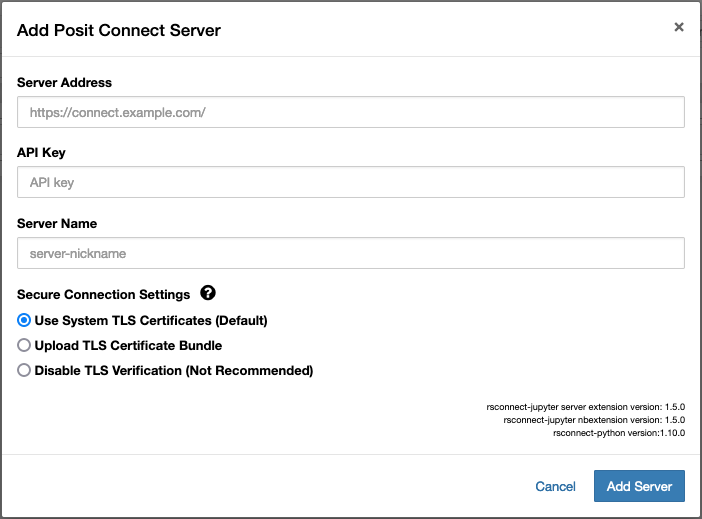 Add Posit Connect Server
×
Server Address
https://connect.example.com/
API Key
API key
Server Name
server-nickname
Secure Connection Settings ?
Use System TLS Certificates (Default)
Upload TLS Certificate Bundle
Disable TLS Verification (Not Recommended)
rsconnect-jupyter server extension version: 1.5.0
rsconnect-jupyter nbextension version: 1.5.0
rsconnect-python version:1.10.0
Cancel
Add Server